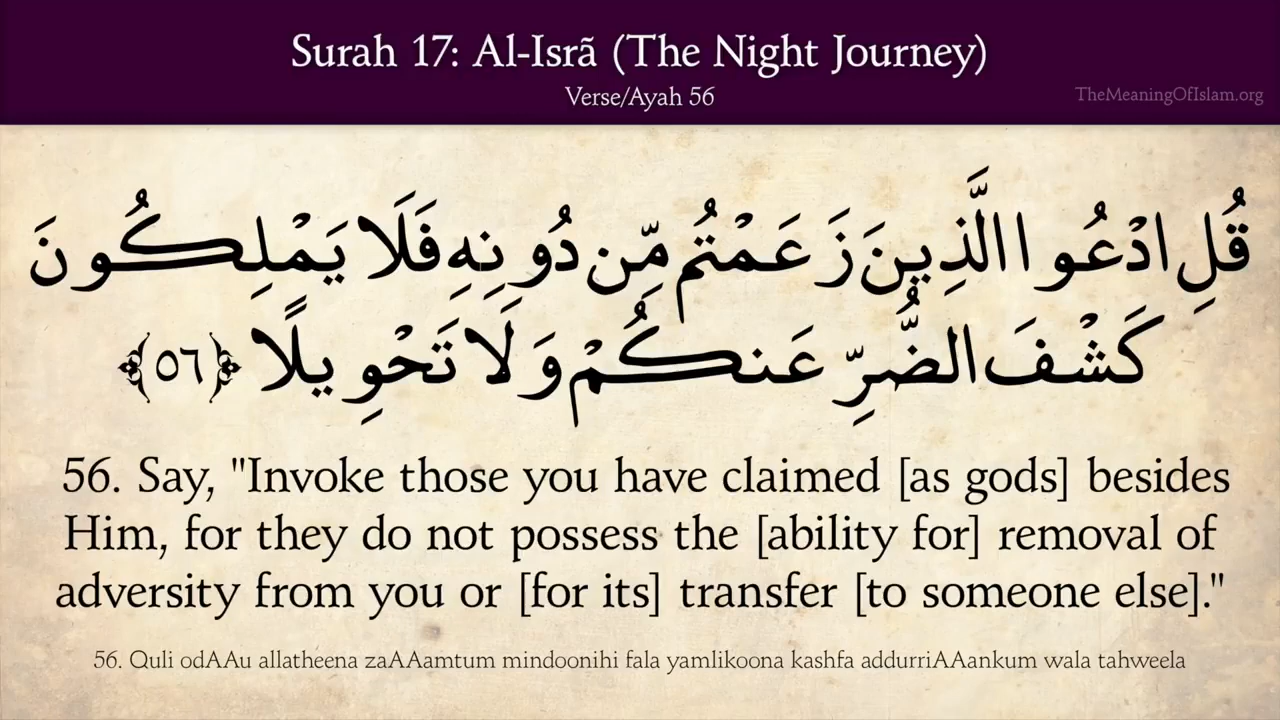 Surah 17: Al-Isrã (The Night Journey)
Verse/Ayah 56
TheMeaningOfIslam.org
قُلِ ادْعُوا الَّذِينَ زَعَمْتُم مِّن دُونِهِ فَلَا يَمْلِكُونَ
كَشْفَ الضُّرِّ عَنكُمْ وَلَا تَحْوِيلًا ﴿٥٦﴾
56. Say, "Invoke those you have claimed [as gods] besides
Him, for they do not possess the [ability for] removal of
adversity from you or [for its] transfer [to someone else]."
56. Quli odAAu allatheena zaAAamtum mindoonihi fala yamlikoona kashfa addurriAAankum wala tahweela